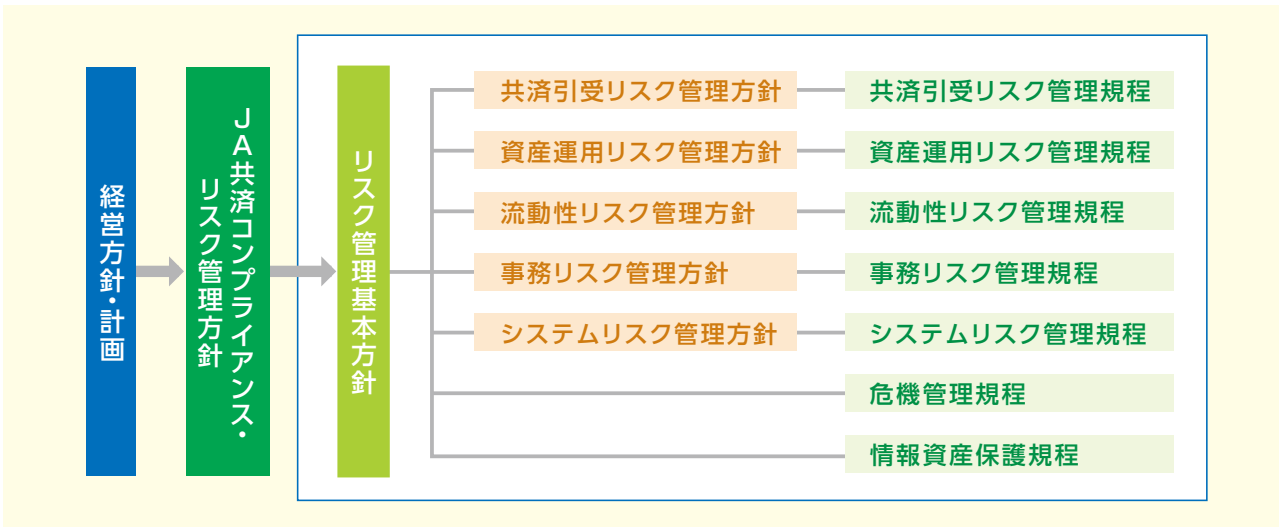 経営方針・計画
JA共済コンプライアンス・
リスク管理方針
リスク管理基本方針
共済引受リスク管理方針
共済引受リスク管理規程
資産運用リスク管理方針
資産運用リスク管理規程
流動性リスク管理方針
流動性リスク管理規程
事務リスク管理方針
事務リスク管理規程
システムリスク管理方針
システムリスク管理規程
危機管理規程
情報資産保護規程